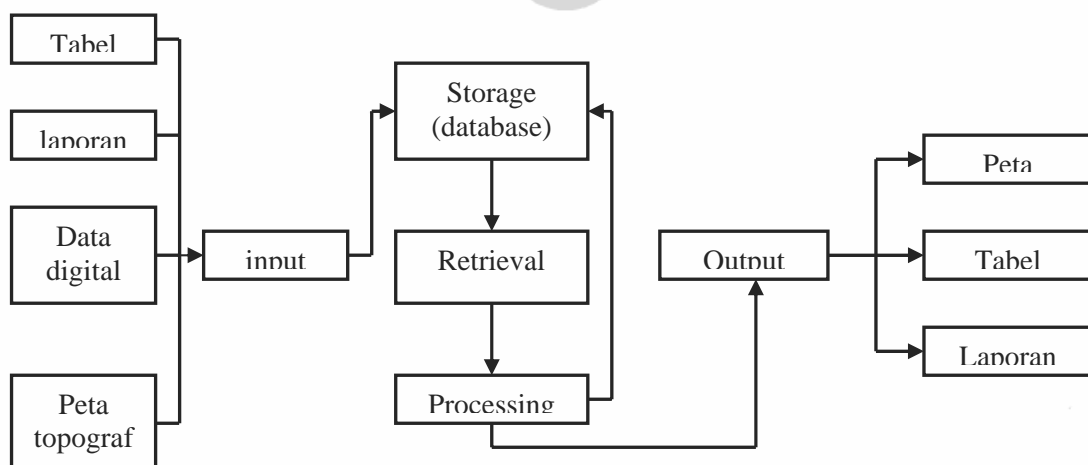 Tabel
laporan
Data
digital
Peta
topograf
input
Storage
(database)
Retrieval
Processing
Output
Peta
Tabel
Laporan